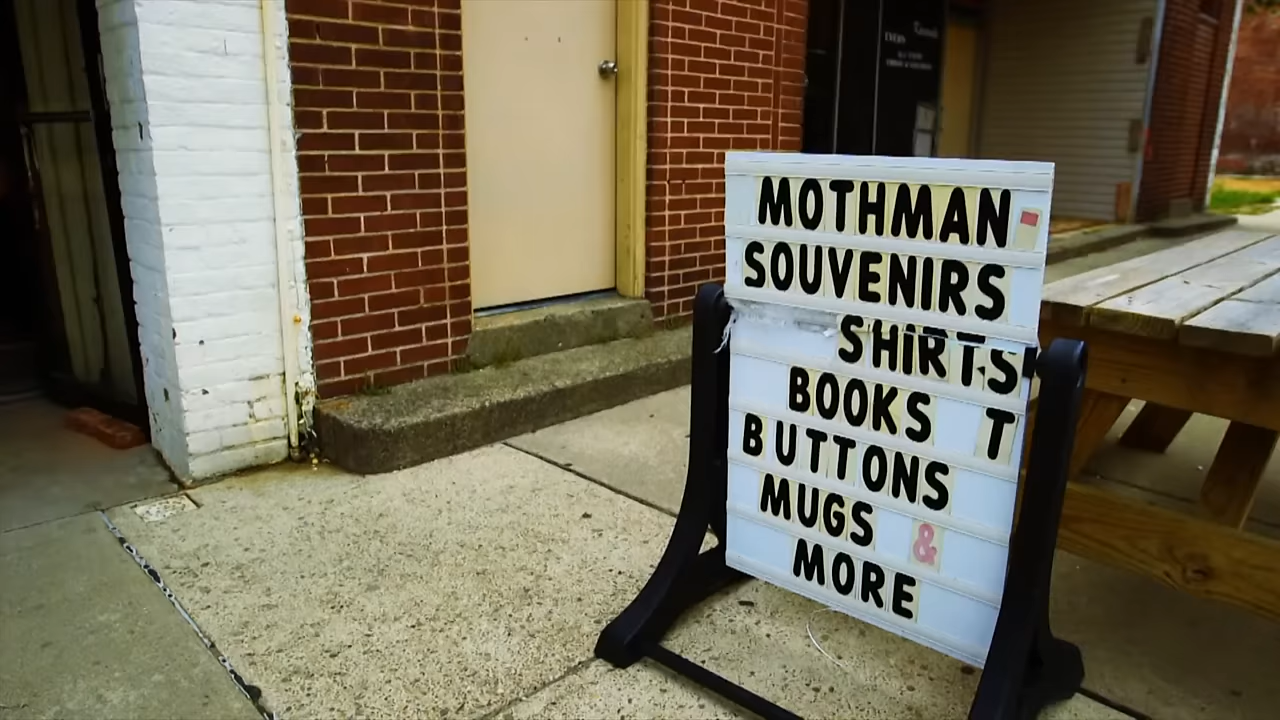 MOTHMAN
SOUVENIRS
SHIRTS
BOOKS T
BUTTONS
MUGS &
MORE